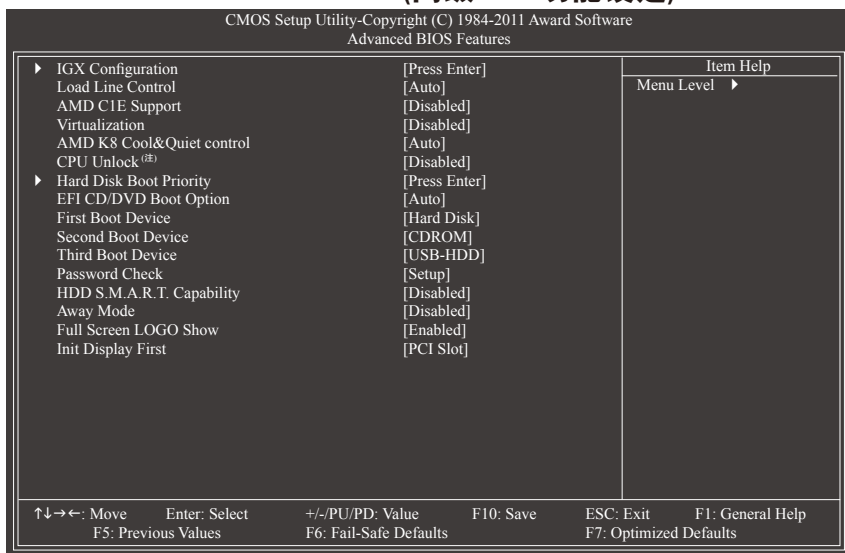 CMOS Setup Utility-Copyright (C) 1984-2011 Award Software
Advanced BIOS Features
▶ IGX Configuration [Press Enter]
Load Line Control [Auto]
AMD C1E Support [Disabled]
Virtualization [Disabled]
AMD K8 Cool&Quiet control [Auto]
CPU Unlock (注) [Disabled]
▶ Hard Disk Boot Priority [Press Enter]
EFI CD/DVD Boot Option [Auto]
First Boot Device [Hard Disk]
Second Boot Device [CDROM]
Third Boot Device [USB-HDD]
Password Check [Setup]
HDD S.M.A.R.T. Capability [Disabled]
Away Mode [Disabled]
Full Screen LOGO Show [Enabled]
Init Display First [PCI Slot]
Item Help
Menu Level ▶
↑↓→←: Move Enter: Select +/-/PU/PD: Value F10: Save ESC: Exit F1: General Help
F5: Previous Values F6: Fail-Safe Defaults F7: Optimized Defaults